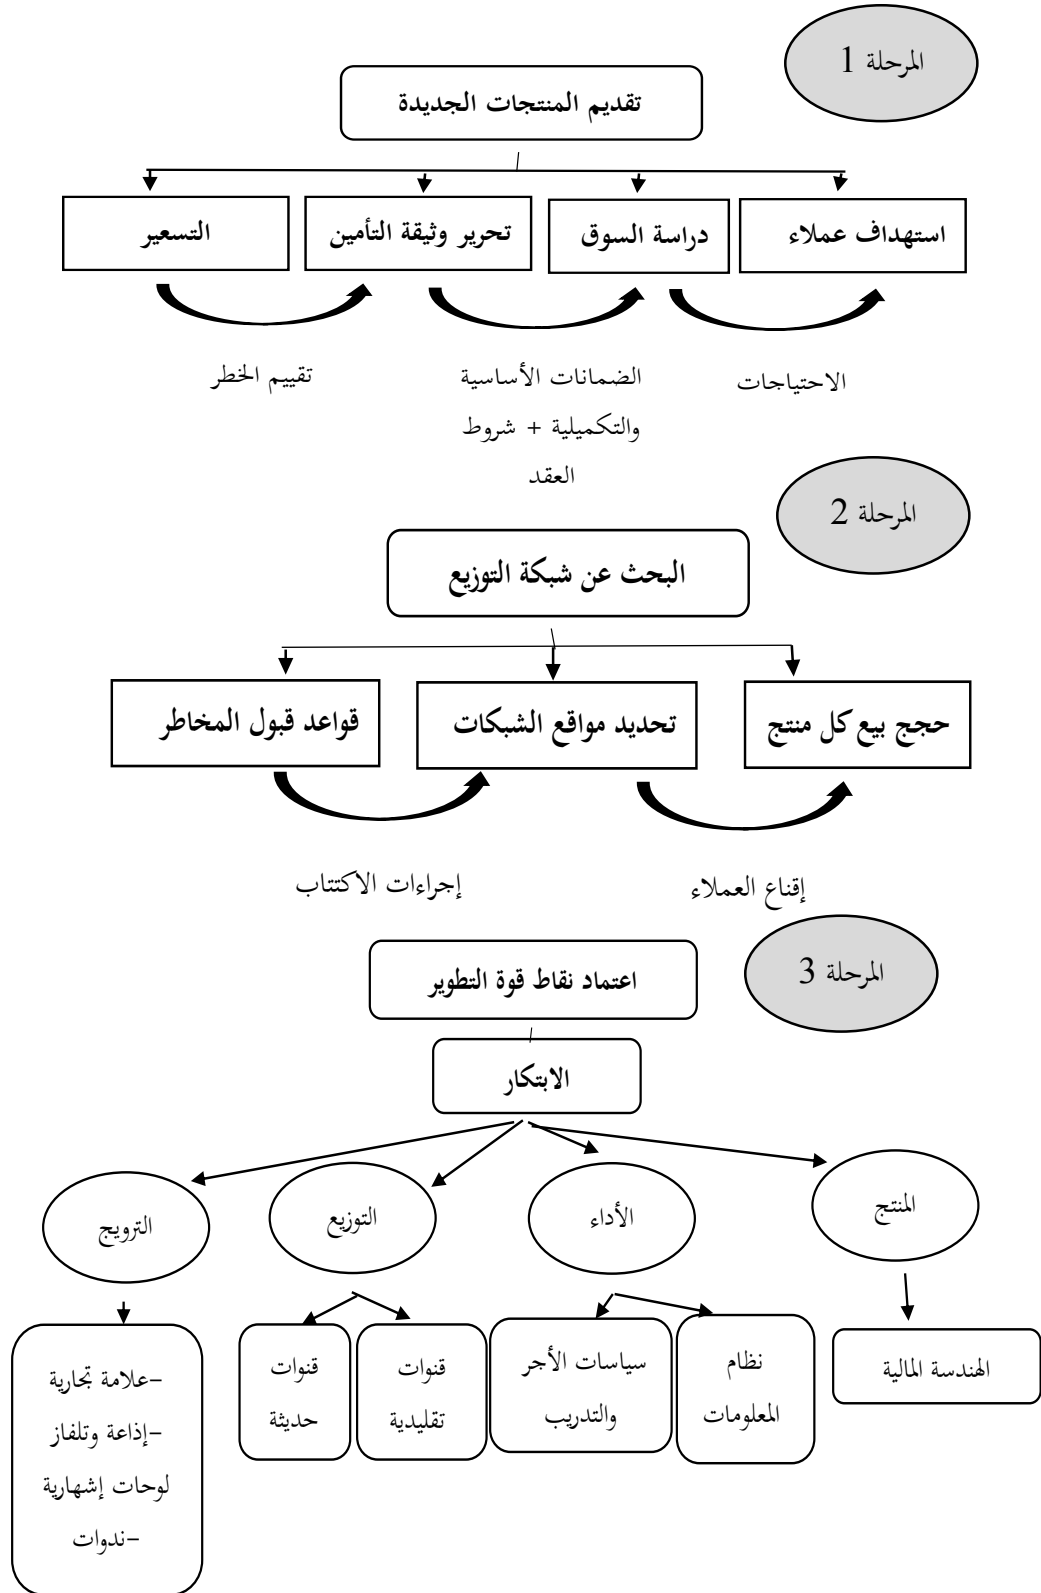 المرحلة 1
تقديم المنتجات الجديدة
استهداف عملاء
دراسة السوق
تحرير وثيقة التأمين
التسعير
الاحتياجات
الضمانات الأساسية
والتكميلية + شروط
العقد
تقييم الخطر
المرحلة 2
البحث عن شبكة التوزيع
حجج بيع كل منتج
تحديد مواقع الشبكات
قواعد قبول المخاطر
إقناع العملاء
إجراءات الاكتتاب
المرحلة 3
اعتماد نقاط قوة التطوير
الابتكار
المنتج
الأداء
التوزيع
الترويج
الهندسة المالية
نظام
المعلومات
سياسات الأجر
والتدريب
قنوات
تقليدية
قنوات
حديثة
-علامة تجارية
-إذاعة وتلفاز
لوحات إشهارية
-ندوات